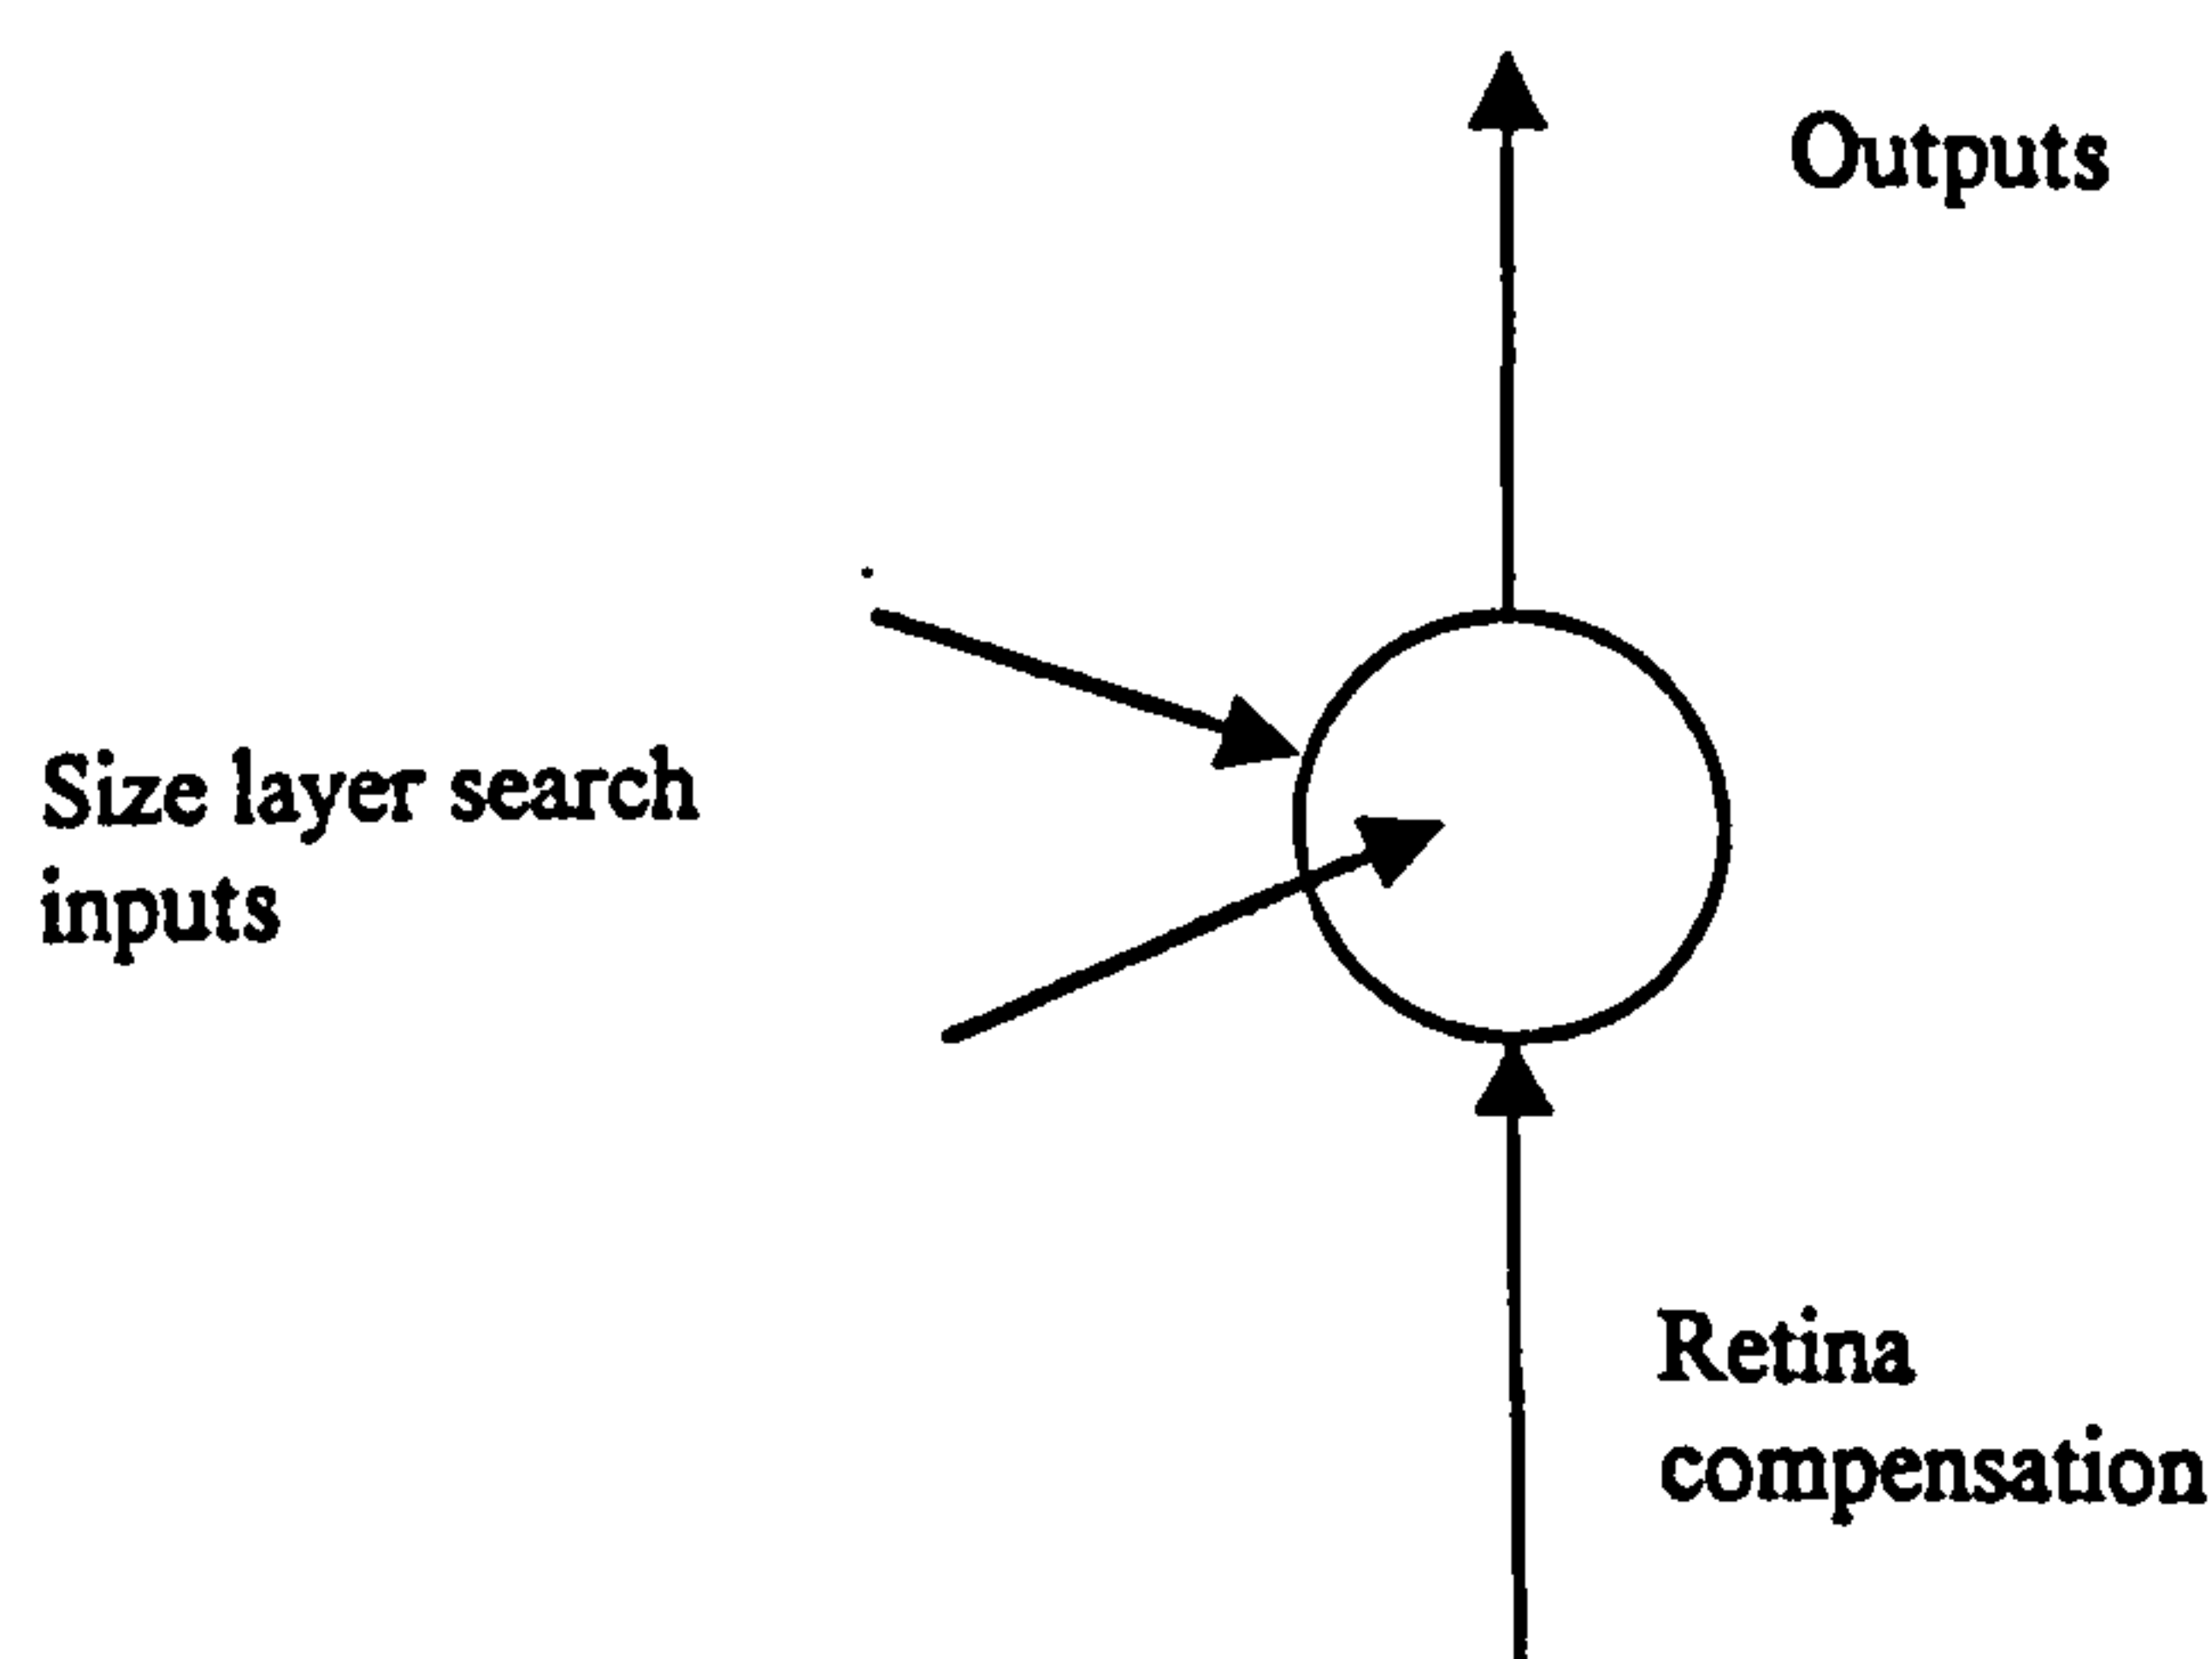 Outputs
Size layer search
inputs
Retina
compensation